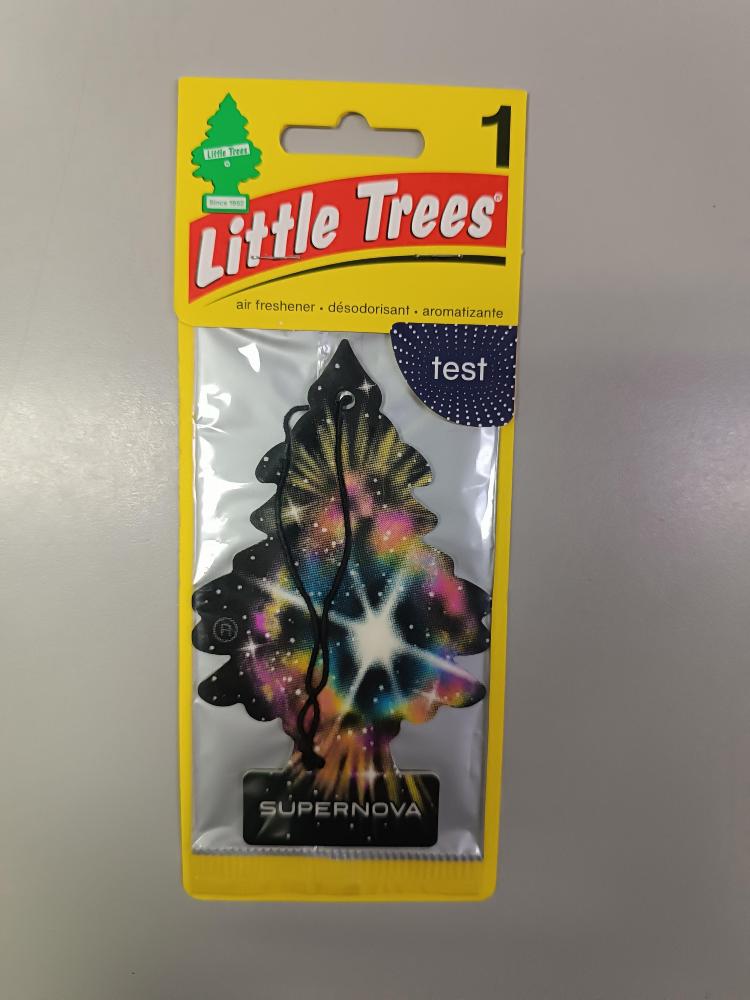 1
Little Trees
Since 1952
Little Trees®
air freshener • désodorisant • aromatizante
test
®
SUPERNOVA